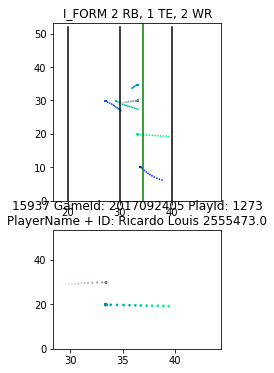 I_FORM 2 RB, 1 TE, 2 WR
50
40
30
20
10
0
20 30 40
15937 GameId: 2017092405 PlayId: 1273
PlayerName + ID: Ricardo Louis 2555473.0
40
20
0
30 35 40